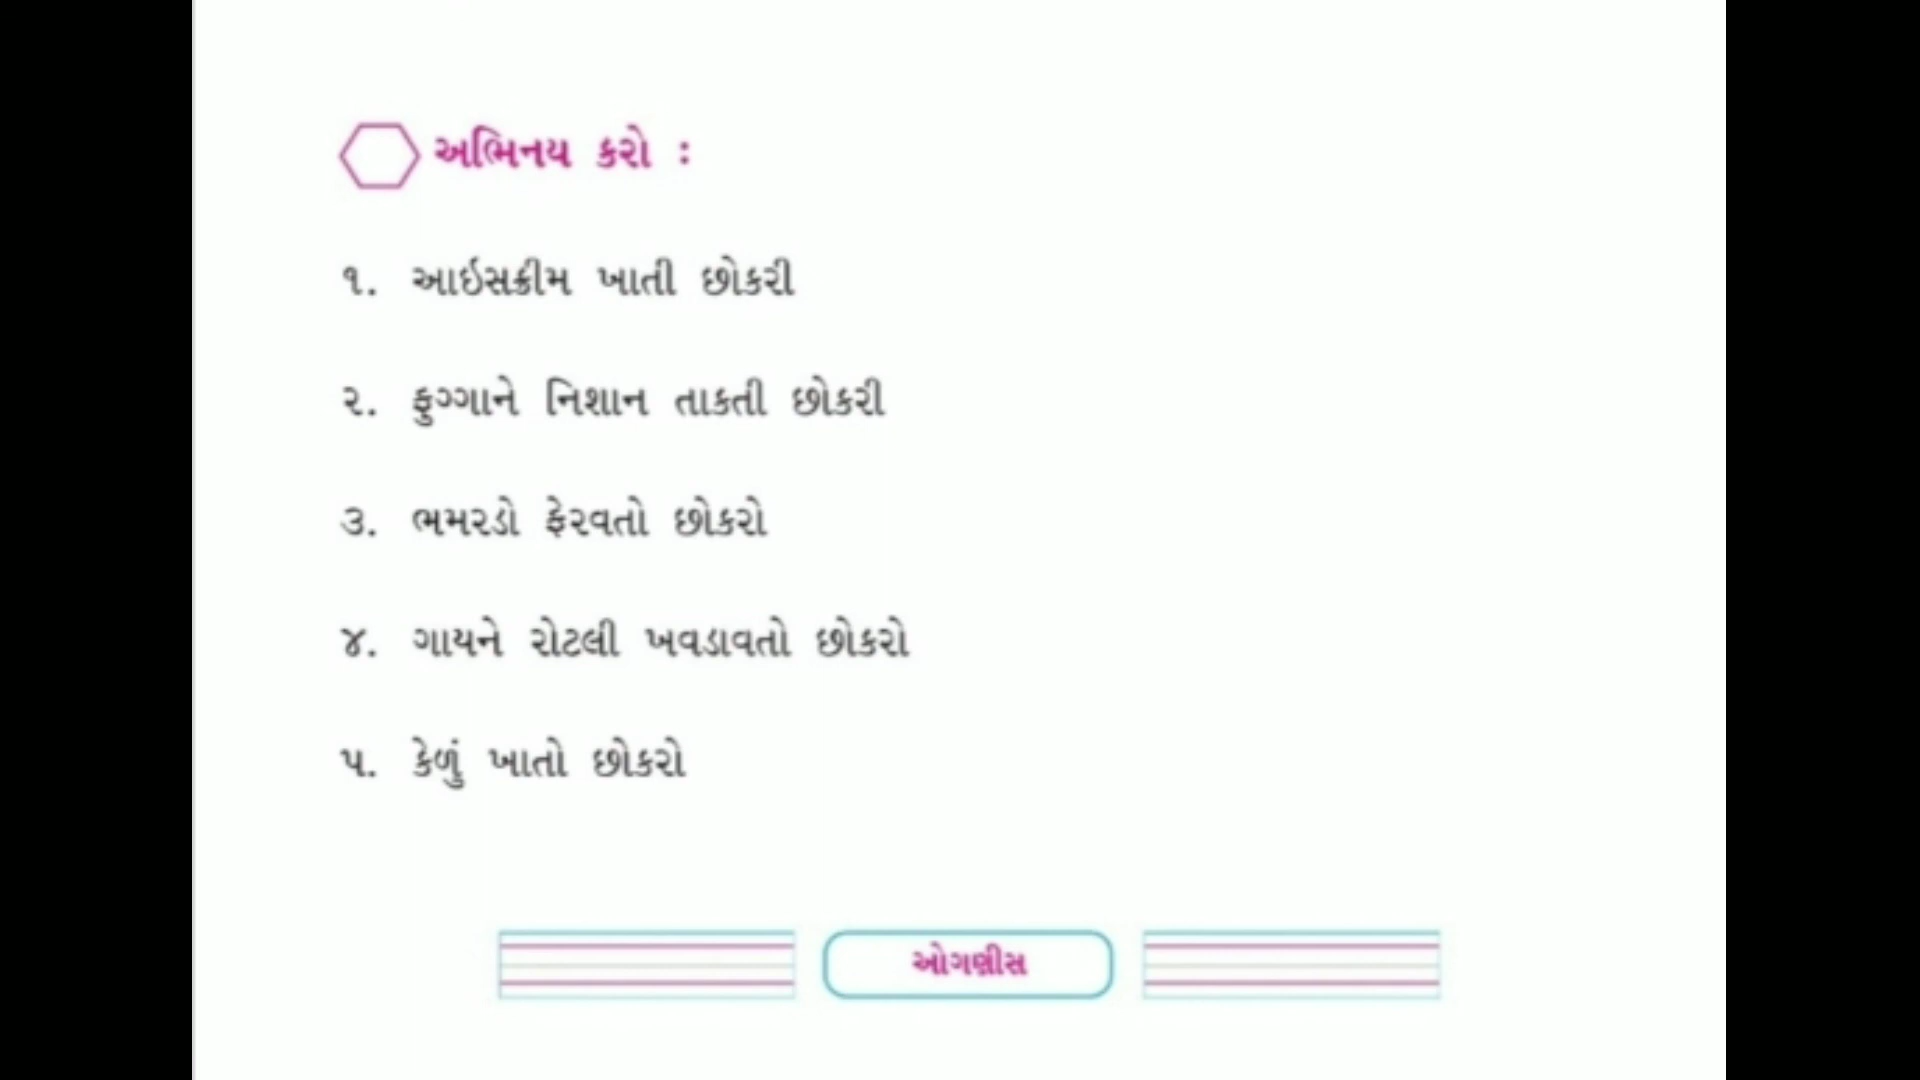 અભિનય કરો :
૧. આઇસક્રીમ ખાતી છોકરી
૨. ફુગ્ગાને નિશાન તાકતી છોકરી
૩. ભમરડો ફેરવતો છોકરો
૪. ગાયને રોટલી ખવડાવતો છોકરો
૫. કેળું ખાતો છોકરો
ઓગણીસ